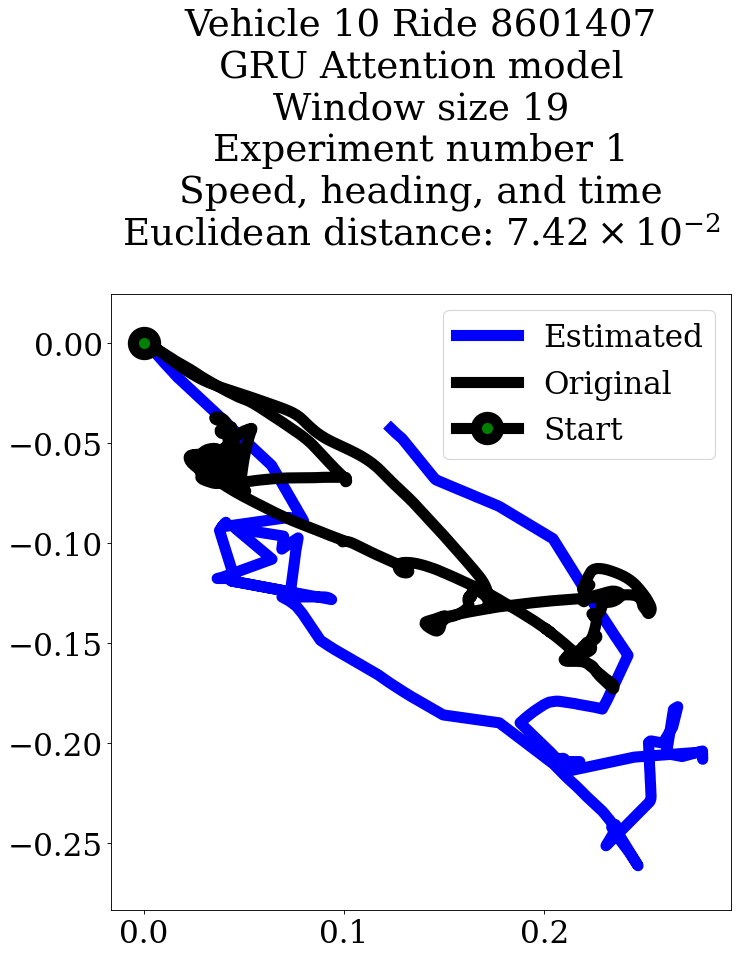 Vehicle 10 Ride 8601407
GRU Attention model
Window size 19
Experiment number 1
Speed, heading, and time
Euclidean distance: 7.42 × 10⁻²
Estimated
Original
Start
0.00
−0.05
−0.10
−0.15
−0.20
−0.25
0.0 0.1 0.2